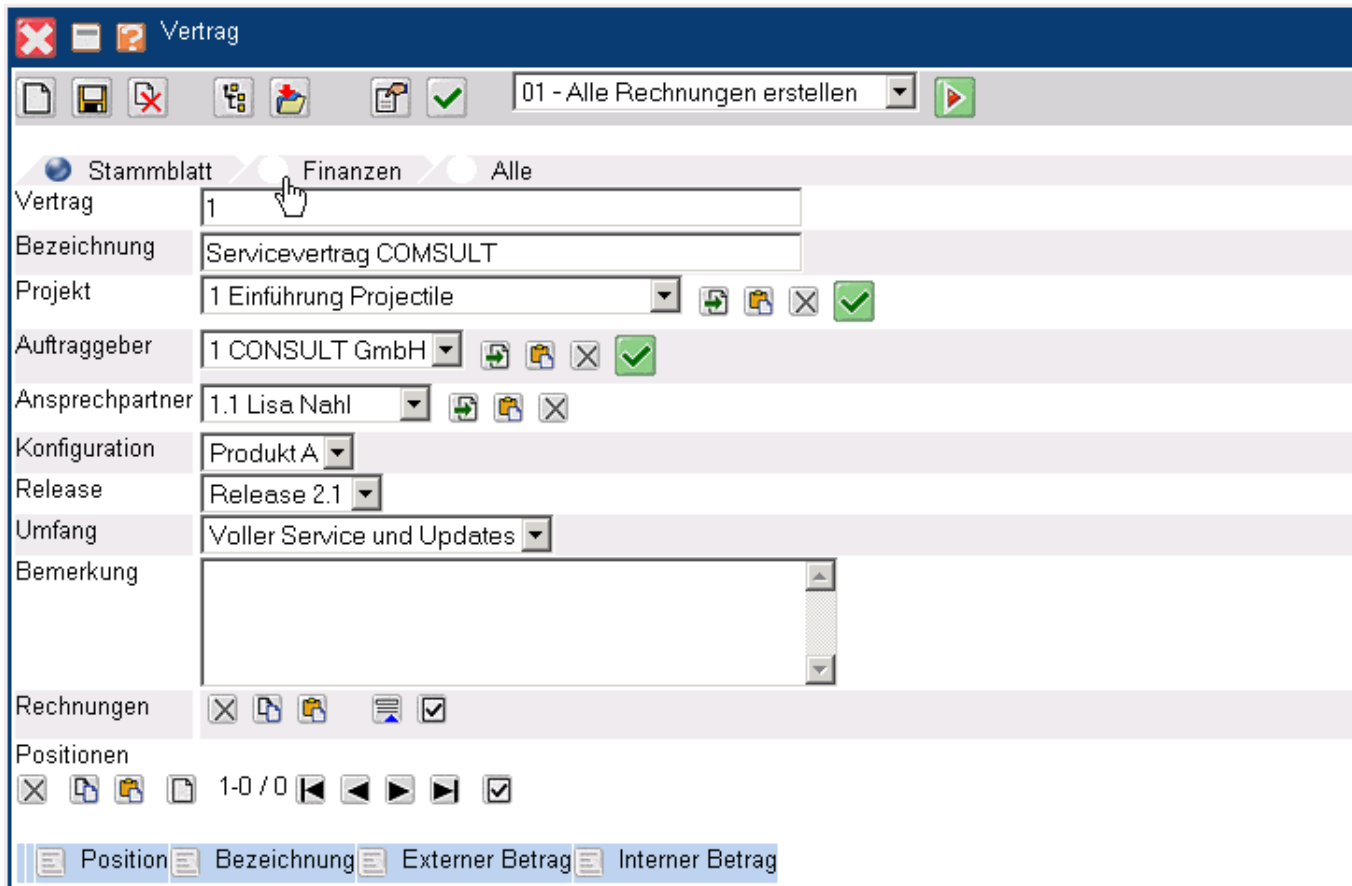 Vertrag
01 - Alle Rechnungen erstellen
Stammblatt Finanzen Alle
Vertrag 1
Bezeichnung Servicevertrag COMSULT
Projekt 1 Einführung Projectile
Auftraggeber 1 CONSULT GmbH
Ansprechpartner 1.1 Lisa Nahl
Konfiguration Produkt A
Release Release 2.1
Umfang Voller Service und Updates
Bemerkung
Rechnungen
Positionen
1-0 / 0
Position Bezeichnung Externer Betrag Interner Betrag